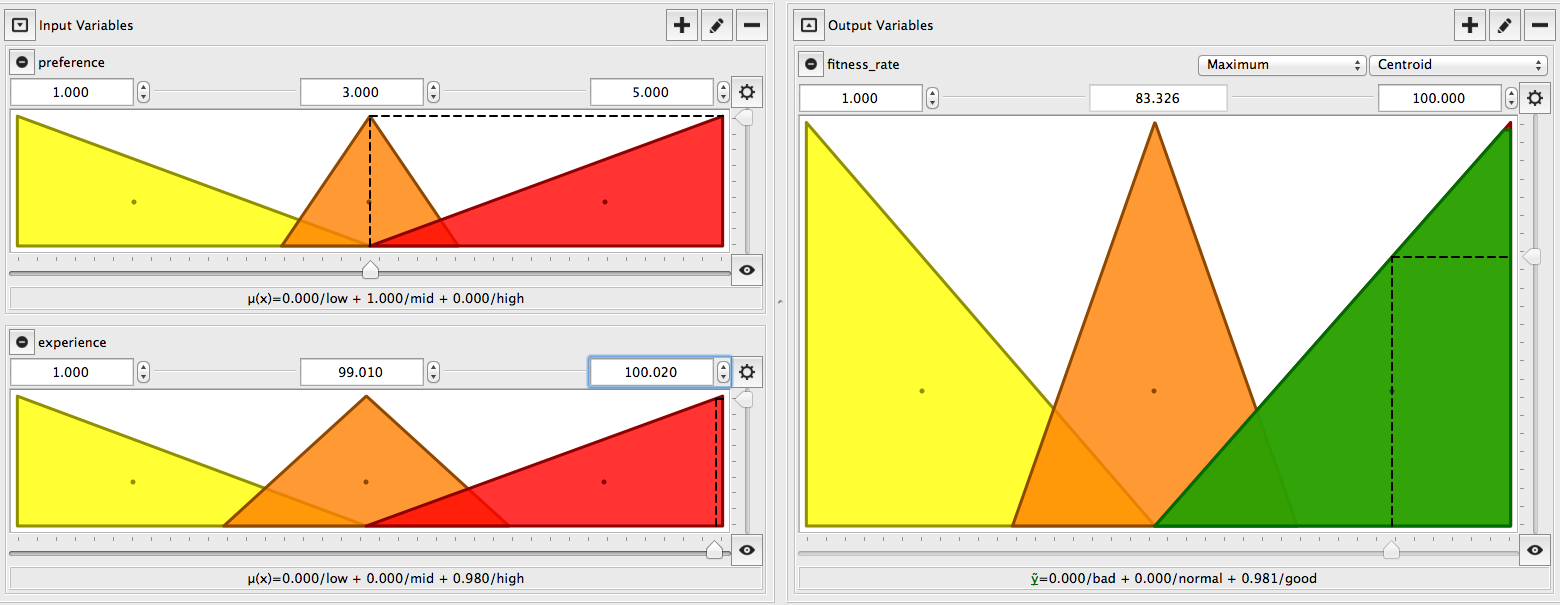 Input Variables
preference
1.000 3.000 5.000
μ(x)=0.000/low + 1.000/mid + 0.000/high
experience
1.000 99.010 100.020
μ(x)=0.000/low + 0.000/mid + 0.980/high
Output Variables
fitness_rate Maximum Centroid
1.000 83.326 100.000
ỹ=0.000/bad + 0.000/normal + 0.981/good